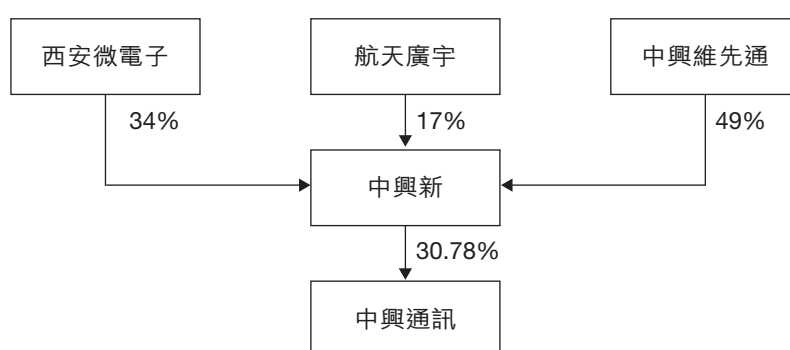 西安微電子
航天廣宇
中興維先通
34%
17%
49%
中興新
30.78%
中興通訊